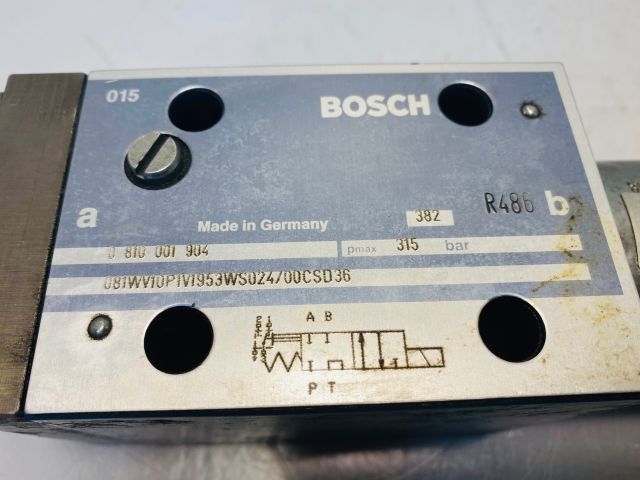 015
BOSCH
a
b
Made in Germany
382
R486
0 810 001 904
pmax 315 bar
081WV10P1V1953WS024/00CSD36
A B
P T